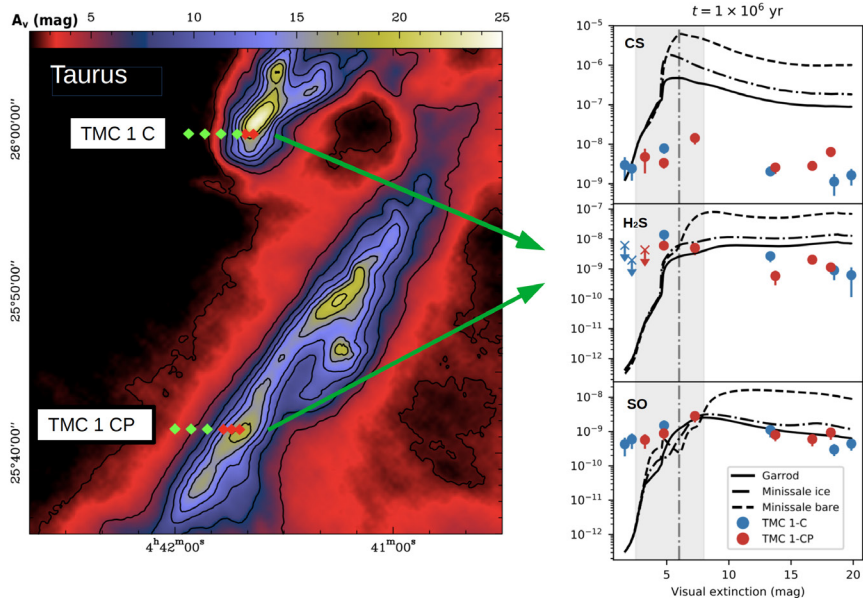 Aᵥ (mag)
5 10 15 20 25
Taurus
TMC 1 C
TMC 1 CP
26°00'00"
25°50'00"
25°40'00"
4ʰ42ᵐ00ˢ 41ᵐ00ˢ
t = 1 × 10⁶ yr
CS
10⁻⁵
10⁻⁶
10⁻⁷
10⁻⁸
10⁻⁹
H₂S
10⁻⁷
10⁻⁸
10⁻⁹
10⁻¹⁰
10⁻¹¹
10⁻¹²
SO
10⁻⁸
10⁻⁹
10⁻¹⁰
10⁻¹¹
10⁻¹²
Garrod
Minissale ice
Minissale bare
TMC 1-C
TMC 1-CP
5 10 15 20
Visual extinction (mag)